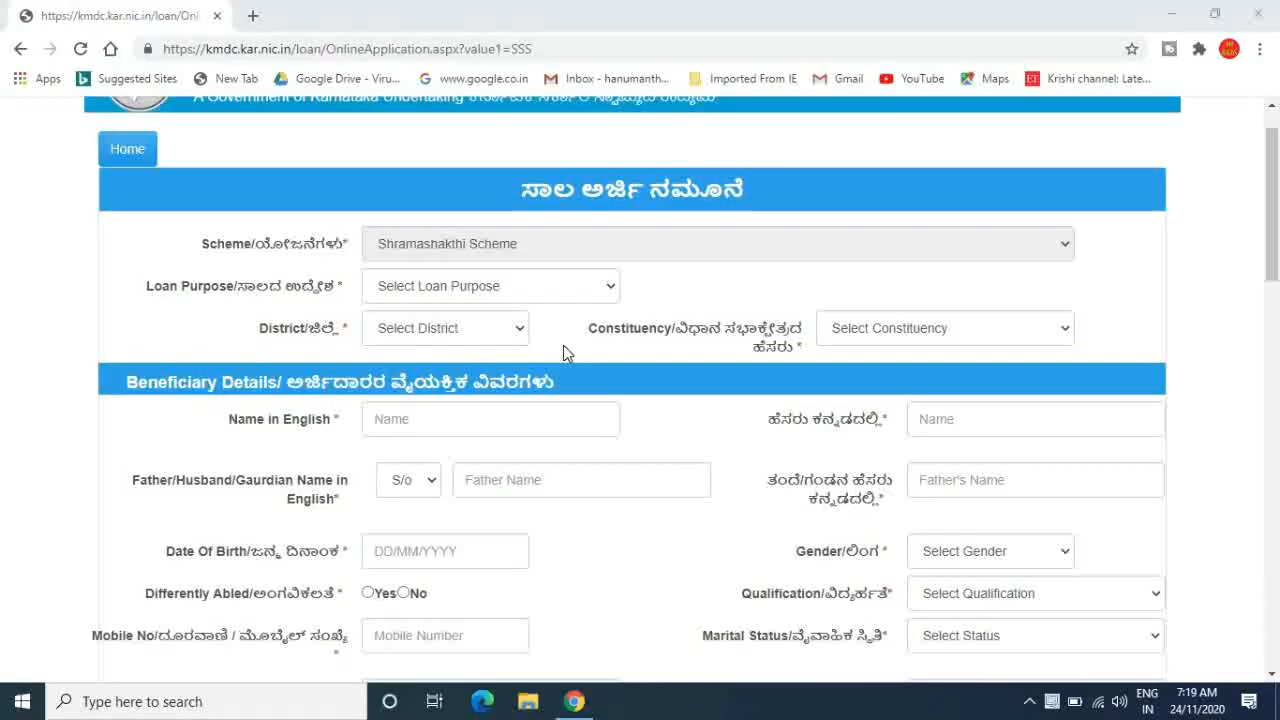 https://kmdc.kar.nic.in/loan/Onli
https://kmdc.kar.nic.in/loan/OnlineApplication.aspx?value1=SSS
Apps Suggested Sites New Tab Google Drive - Viru... www.google.co.in Inbox - hanumanth... Imported From IE Gmail YouTube Maps Krishi channel: Late...
A Government of Karnataka Undertaking
Home
ಸಾಲ ಅರ್ಜಿ ನಮೂನೆ
Scheme/ಯೋಜನೆಗಳು* Shramashakthi Scheme
Loan Purpose/ಸಾಲದ ಉದ್ದೇಶ * Select Loan Purpose
District/ಜಿಲ್ಲೆ * Select District Constituency/ವಿಧಾನ ಸಭಾಕ್ಷೇತ್ರದ Select Constituency
ಹೆಸರು *
Beneficiary Details/ ಅರ್ಜಿದಾರರ ವೈಯಕ್ತಿಕ ವಿವರಗಳು
Name in English * Name ಹೆಸರು ಕನ್ನಡದಲ್ಲಿ* Name
Father/Husband/Gaurdian Name in S/o Father Name ತಂದೆ/ಗಂಡನ ಹೆಸರು Father's Name
English* ಕನ್ನಡದಲ್ಲಿ*
Date Of Birth/ಜನ್ಮ ದಿನಾಂಕ * DD/MM/YYYY Gender/ಲಿಂಗ * Select Gender
Differently Abled/ಅಂಗವಿಕಲತೆ * Yes No Qualification/ವಿದ್ಯರ್ಹತೆ* Select Qualification
Mobile No/ದೂರವಾಣಿ / ಮೊಬೈಲ್ ಸಂಖ್ಯೆ Mobile Number Marital Status/ವೈವಾಹಿಕ ಸ್ಥಿತಿ* Select Status
*
Type here to search
ENG 7:19 AM
IN 24/11/2020